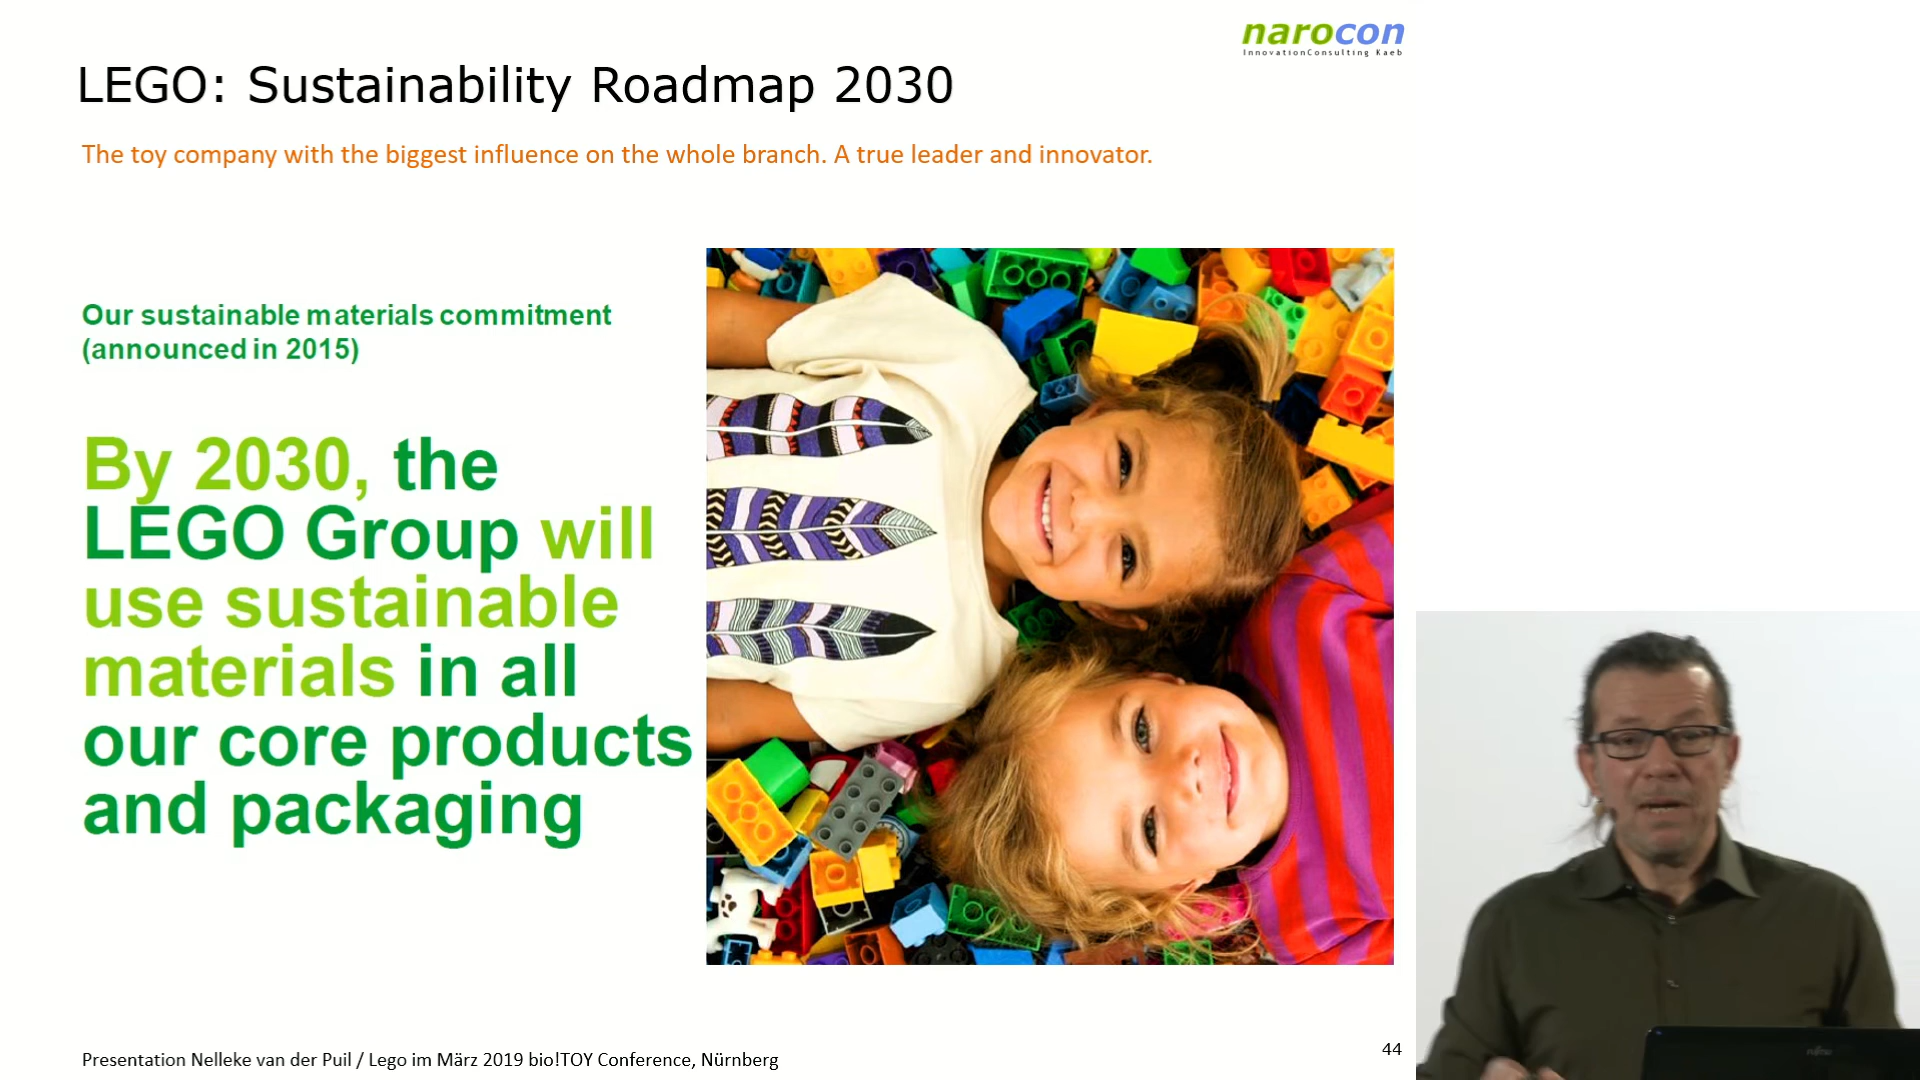 narocon
InnovationConsulting Kaeb
LEGO: Sustainability Roadmap 2030
The toy company with the biggest influence on the whole branch. A true leader and innovator.
Our sustainable materials commitment
(announced in 2015)
By 2030, the
LEGO Group will
use sustainable
materials in all
our core products
and packaging
Presentation Nelleke van der Puil / Lego im März 2019 bio!TOY Conference, Nürnberg
44
FUJITSU